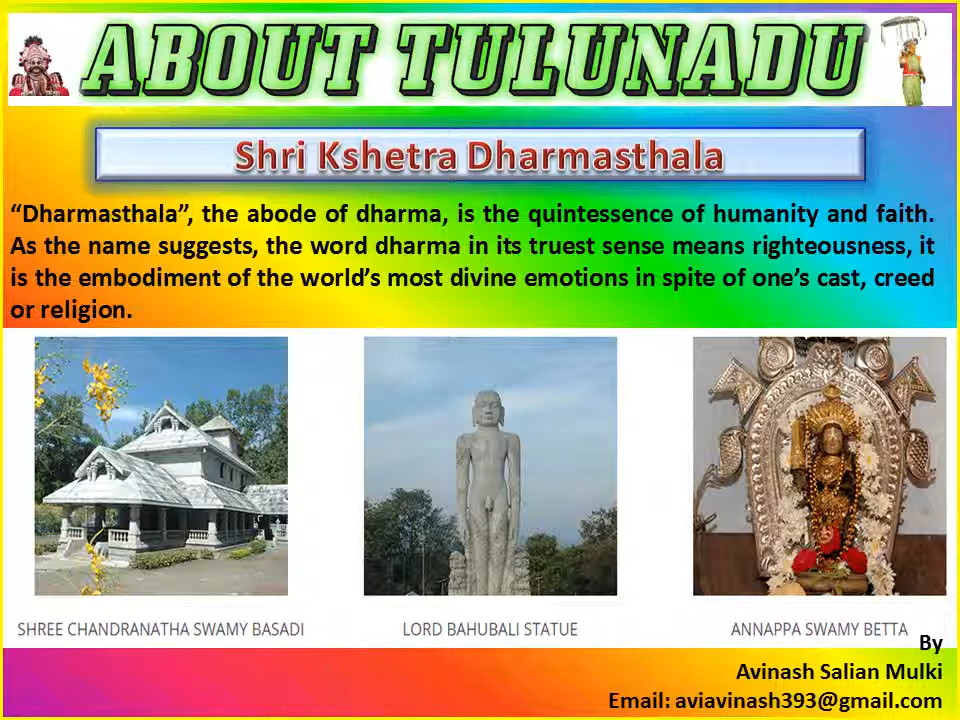 ABOUT TULUNADU
Shri Kshetra Dharmasthala
“Dharmasthala”, the abode of dharma, is the quintessence of humanity and faith.
As the name suggests, the word dharma in its truest sense means righteousness, it
is the embodiment of the world’s most divine emotions in spite of one’s cast, creed
or religion.
SHREE CHANDRANATHA SWAMY BASADI
LORD BAHUBALI STATUE
ANNAPPA SWAMY BETTA
By
Avinash Salian Mulki
Email: aviavinash393@gmail.com